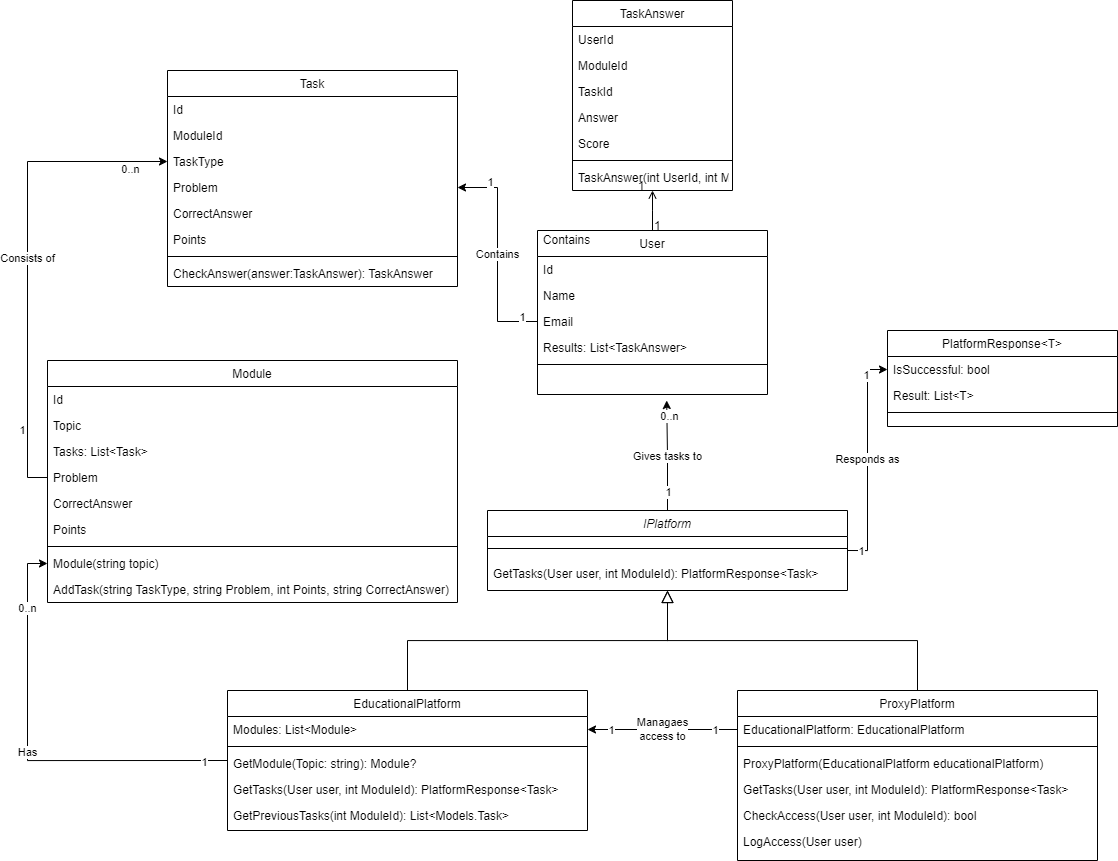 TaskAnswer
UserId
ModuleId
TaskId
Answer
Score
TaskAnswer(int UserId, int M
1
1
Task
Id
ModuleId
TaskType
Problem
CorrectAnswer
Points
CheckAnswer(answer:TaskAnswer): TaskAnswer
0..n
Consists of
1
1
Contains
1
Contains
User
Id
Name
Email
Results: List<TaskAnswer>
Module
Id
Topic
Tasks: List<Task>
Problem
CorrectAnswer
Points
Module(string topic)
AddTask(string TaskType, string Problem, int Points, string CorrectAnswer)
PlatformResponse<T>
IsSuccessful: bool
Result: List<T>
1
Responds as
1
0..n
Gives tasks to
1
IPlatform
GetTasks(User user, int ModuleId): PlatformResponse<Task>
0..n
Has
1
EducationalPlatform
Modules: List<Module>
GetModule(Topic: string): Module?
GetTasks(User user, int ModuleId): PlatformResponse<Task>
GetPreviousTasks(int ModuleId): List<Models.Task>
1
Managaes
access to
1
ProxyPlatform
EducationalPlatform: EducationalPlatform
ProxyPlatform(EducationalPlatform educationalPlatform)
GetTasks(User user, int ModuleId): PlatformResponse<Task>
CheckAccess(User user, int ModuleId): bool
LogAccess(User user)